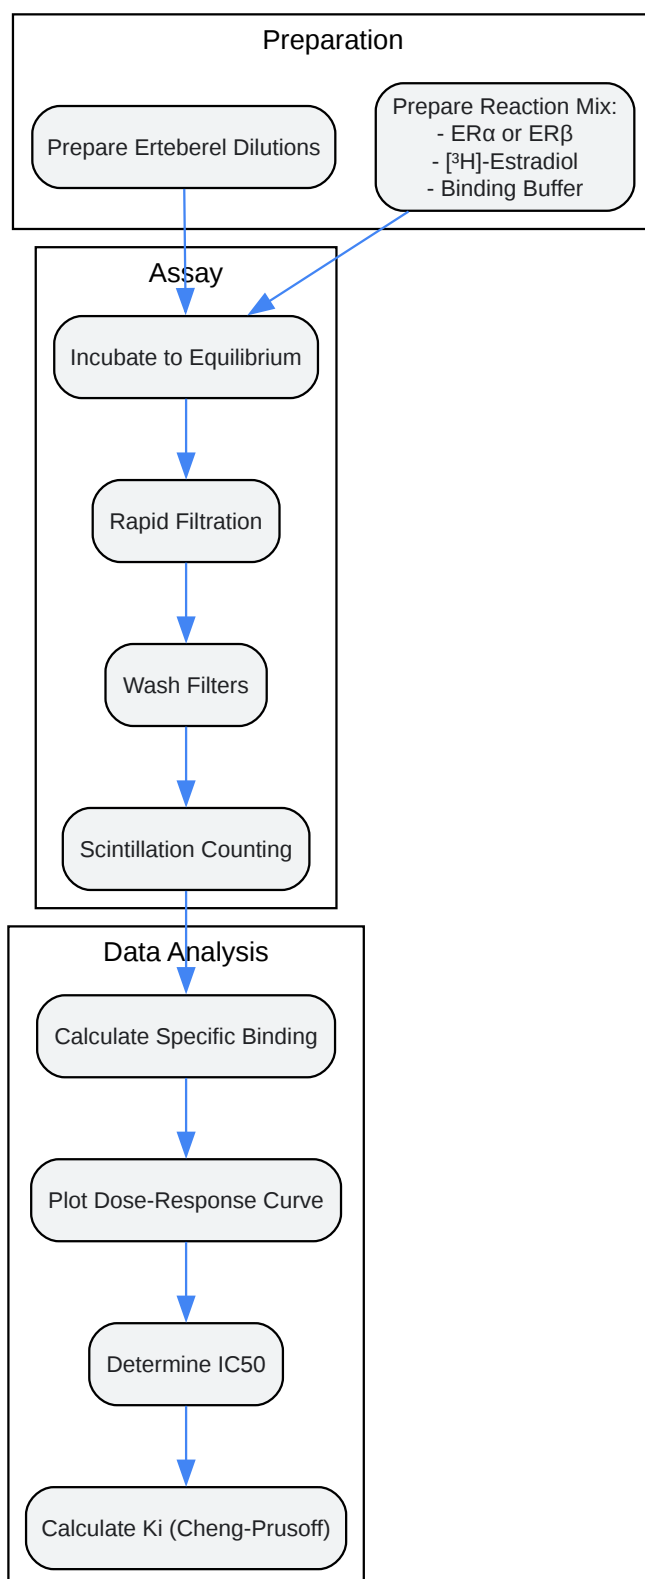 Preparation
Prepare Erteberel Dilutions
Prepare Reaction Mix:
- ERα or ERβ
- [³H]-Estradiol
- Binding Buffer
Assay
Incubate to Equilibrium
Rapid Filtration
Wash Filters
Scintillation Counting
Data Analysis
Calculate Specific Binding
Plot Dose-Response Curve
Determine IC50
Calculate Ki (Cheng-Prusoff)